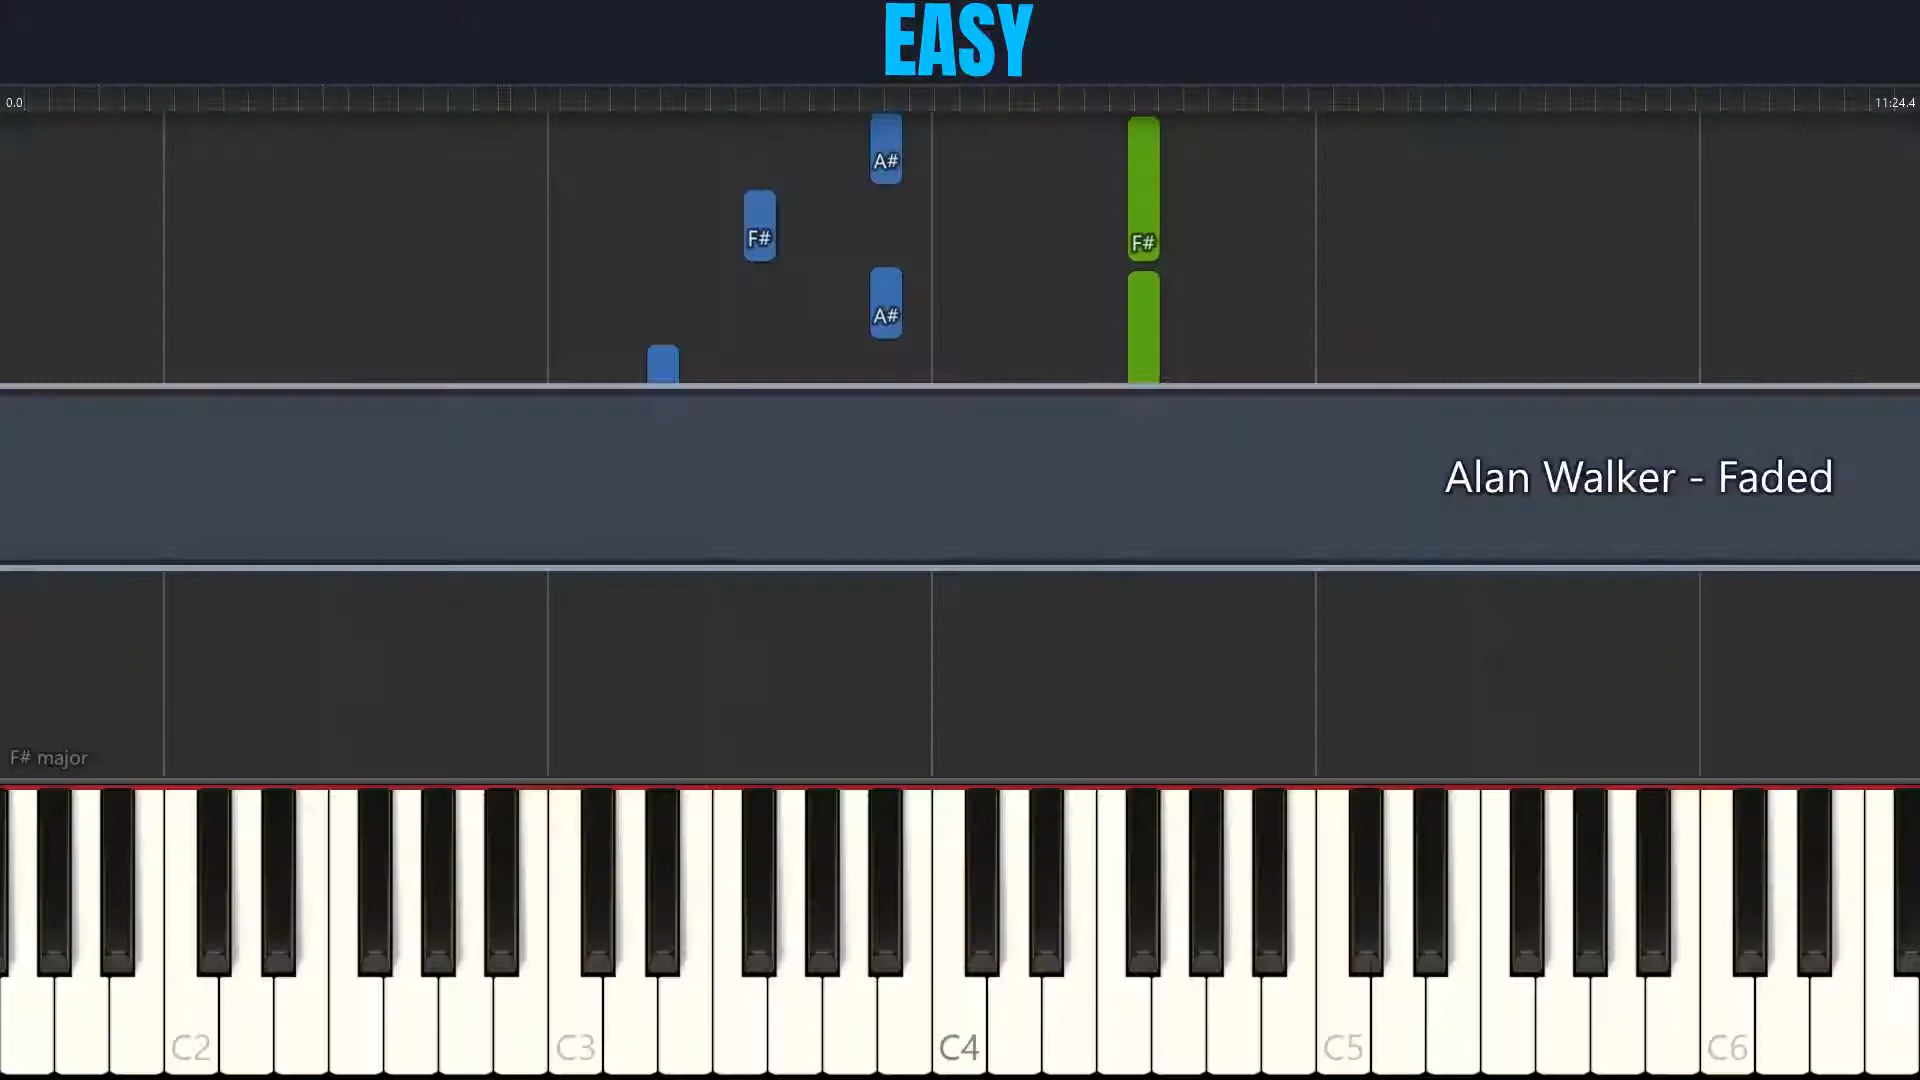 EASY
0.0
11:24.4
A#
F#
F#
A#
Alan Walker - Faded
F# major
C2
C3
C4
C5
C6